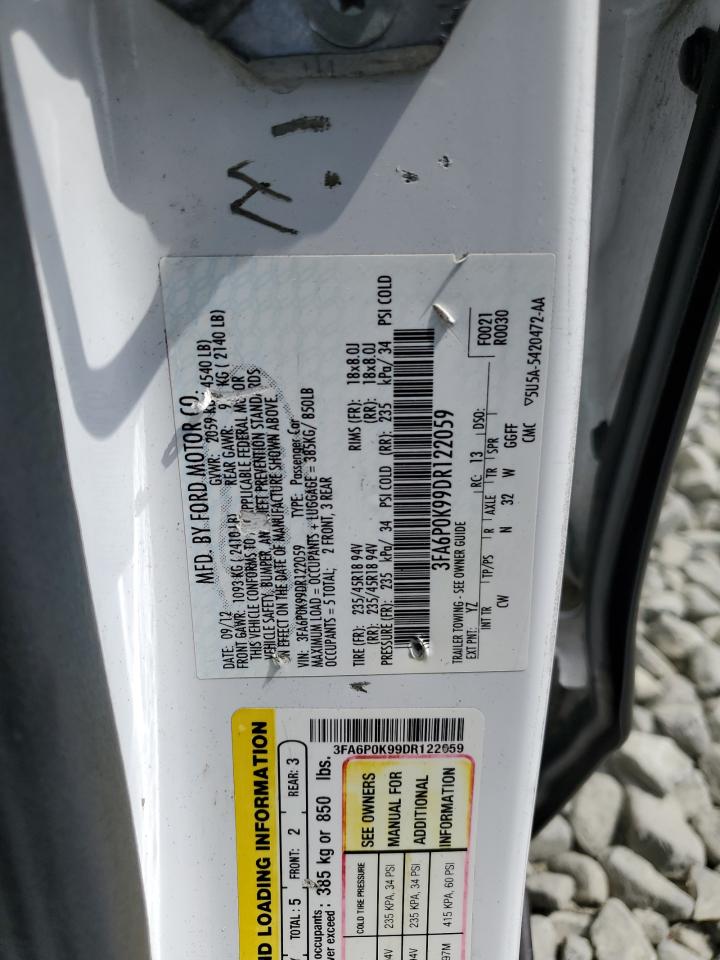 MFD. BY FORD MOTOR CO.
DATE: 09/12 GVWR: 2059 KG 4540 LB)
FRONT GAWR: 1093 KG (2410 LB) REAR GAWR: 9 KG ( 2140 LB)
THIS VEHICLE CONFORMS TO APPLICABLE FEDERAL MOTOR
VEHICLE SAFETY, BUMPER, AND THEFT PREVENTION STANDARDS
IN EFFECT ON THE DATE OF MANUFACTURE SHOWN ABOVE.
VIN: 3FA6P0K99DR122059 TYPE: Passenger Car
MAXIMUM LOAD = OCCUPANTS + LUGGAGE = 385KG/ 850LB
OCCUPANTS = 5 TOTAL; 2 FRONT, 3 REAR
TIRE (FR): 235/45R18 94V RIMS (FR): 18x8.0J
(RR): 235/45R18 94V (RR): 18x8.0J
PRESSURE (FR): 235 kPa/ 34 PSI COLD (RR): 235 kPa/ 34 PSI COLD
3FA6P0K99DR122059
TRAILER TOWING - SEE OWNER GUIDE F0021
EXT PNT: YZ RC: 13 DSO: R0030
INT TR TP/PS R AXLE TR SPR
CW N 32 W GGFF
CMC ▽5U5A-5420472-AA
ND LOADING INFORMATION
TOTAL: 5 FRONT: 2 REAR: 3
occupants
ver exceed : 385 kg or 850 lbs.
3FA6P0K99DR122059
COLD TIRE PRESSURE SEE OWNERS
235 KPA, 34 PSI MANUAL FOR
94V 235 KPA, 34 PSI ADDITIONAL
97M 415 KPA, 60 PSI INFORMATION